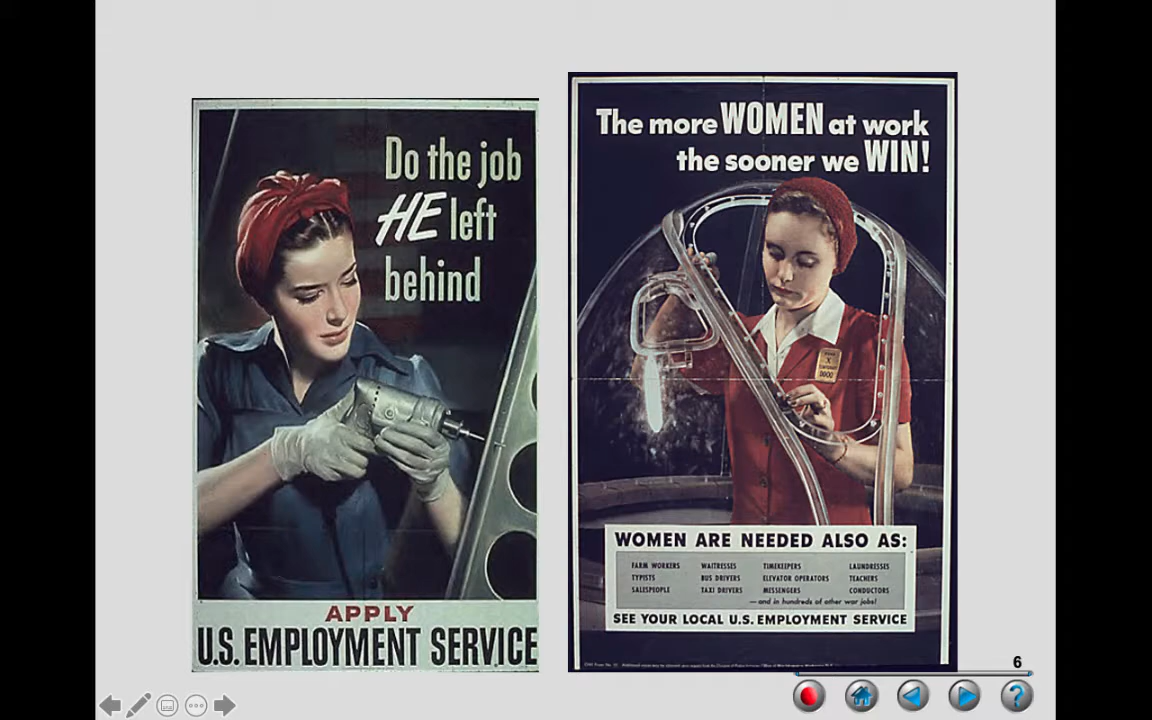 Do the job
HE left
behind
APPLY
U.S. EMPLOYMENT SERVICE
The more WOMEN at work
the sooner we WIN!
WOMEN ARE NEEDED ALSO AS:
FARM WORKERS WAITRESSES TIMEKEEPERS LAUNDRESSES
TYPISTS BUS DRIVERS ELEVATOR OPERATORS TEACHERS
SALESPEOPLE TAXI DRIVERS MESSENGERS CONDUCTORS
—and in hundreds of other war jobs!
SEE YOUR LOCAL U.S. EMPLOYMENT SERVICE
6
?